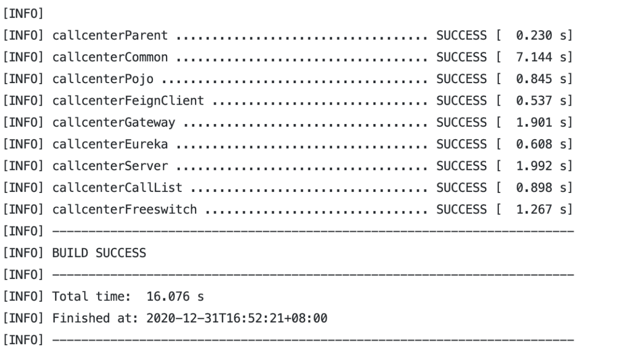 [INFO]
[INFO] callcenterParent ................................... SUCCESS [  0.230 s]
[INFO] callcenterCommon ................................... SUCCESS [  7.144 s]
[INFO] callcenterPojo ..................................... SUCCESS [  0.845 s]
[INFO] callcenterFeignClient .............................. SUCCESS [  0.537 s]
[INFO] callcenterGateway .................................. SUCCESS [  1.901 s]
[INFO] callcenterEureka ................................... SUCCESS [  0.608 s]
[INFO] callcenterServer ................................... SUCCESS [  1.992 s]
[INFO] callcenterCallList ................................. SUCCESS [  0.898 s]
[INFO] callcenterFreeswitch ............................... SUCCESS [  1.267 s]
[INFO] ------------------------------------------------------------------------
[INFO] BUILD SUCCESS
[INFO] ------------------------------------------------------------------------
[INFO] Total time:  16.076 s
[INFO] Finished at: 2020-12-31T16:52:21+08:00
[INFO] ------------------------------------------------------------------------